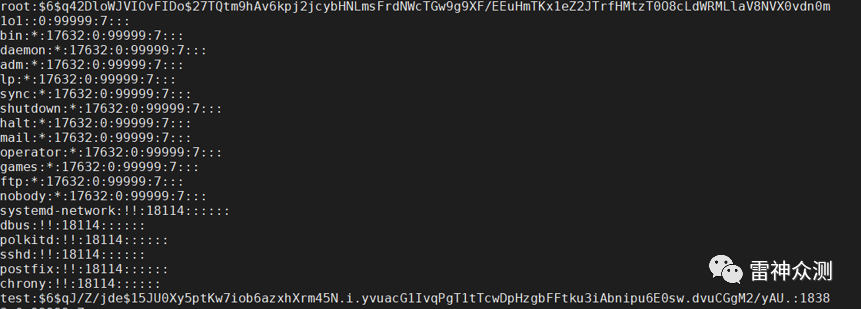 root:$6$q42DloWJVIOvFIDo$27TQtm9hAv6kpj2jcybHNLmsFrdNWcTGw9g9XF/EEuHmTKx1eZ2JTrfHMtzT0O8cLdWRMLlaV8NVX0vdn0m
1o1::0:99999:7:::
bin:*:17632:0:99999:7:::
daemon:*:17632:0:99999:7:::
adm:*:17632:0:99999:7:::
lp:*:17632:0:99999:7:::
sync:*:17632:0:99999:7:::
shutdown:*:17632:0:99999:7:::
halt:*:17632:0:99999:7:::
mail:*:17632:0:99999:7:::
operator:*:17632:0:99999:7:::
games:*:17632:0:99999:7:::
ftp:*:17632:0:99999:7:::
nobody:*:17632:0:99999:7:::
systemd-network:!!:18114::::::
dbus:!!:18114::::::
polkitd:!!:18114::::::
sshd:!!:18114::::::
postfix:!!:18114::::::
chrony:!!:18114::::::
雷神众测
test:$6$qJ/Z/jde$15JU0Xy5ptKw7iob6azxhXrm45N.i.yvuacG1IvqPgT1tTcwDpHzgbFFtku3iAbnipu6E0sw.dvuCGgM2/yAU.:1838